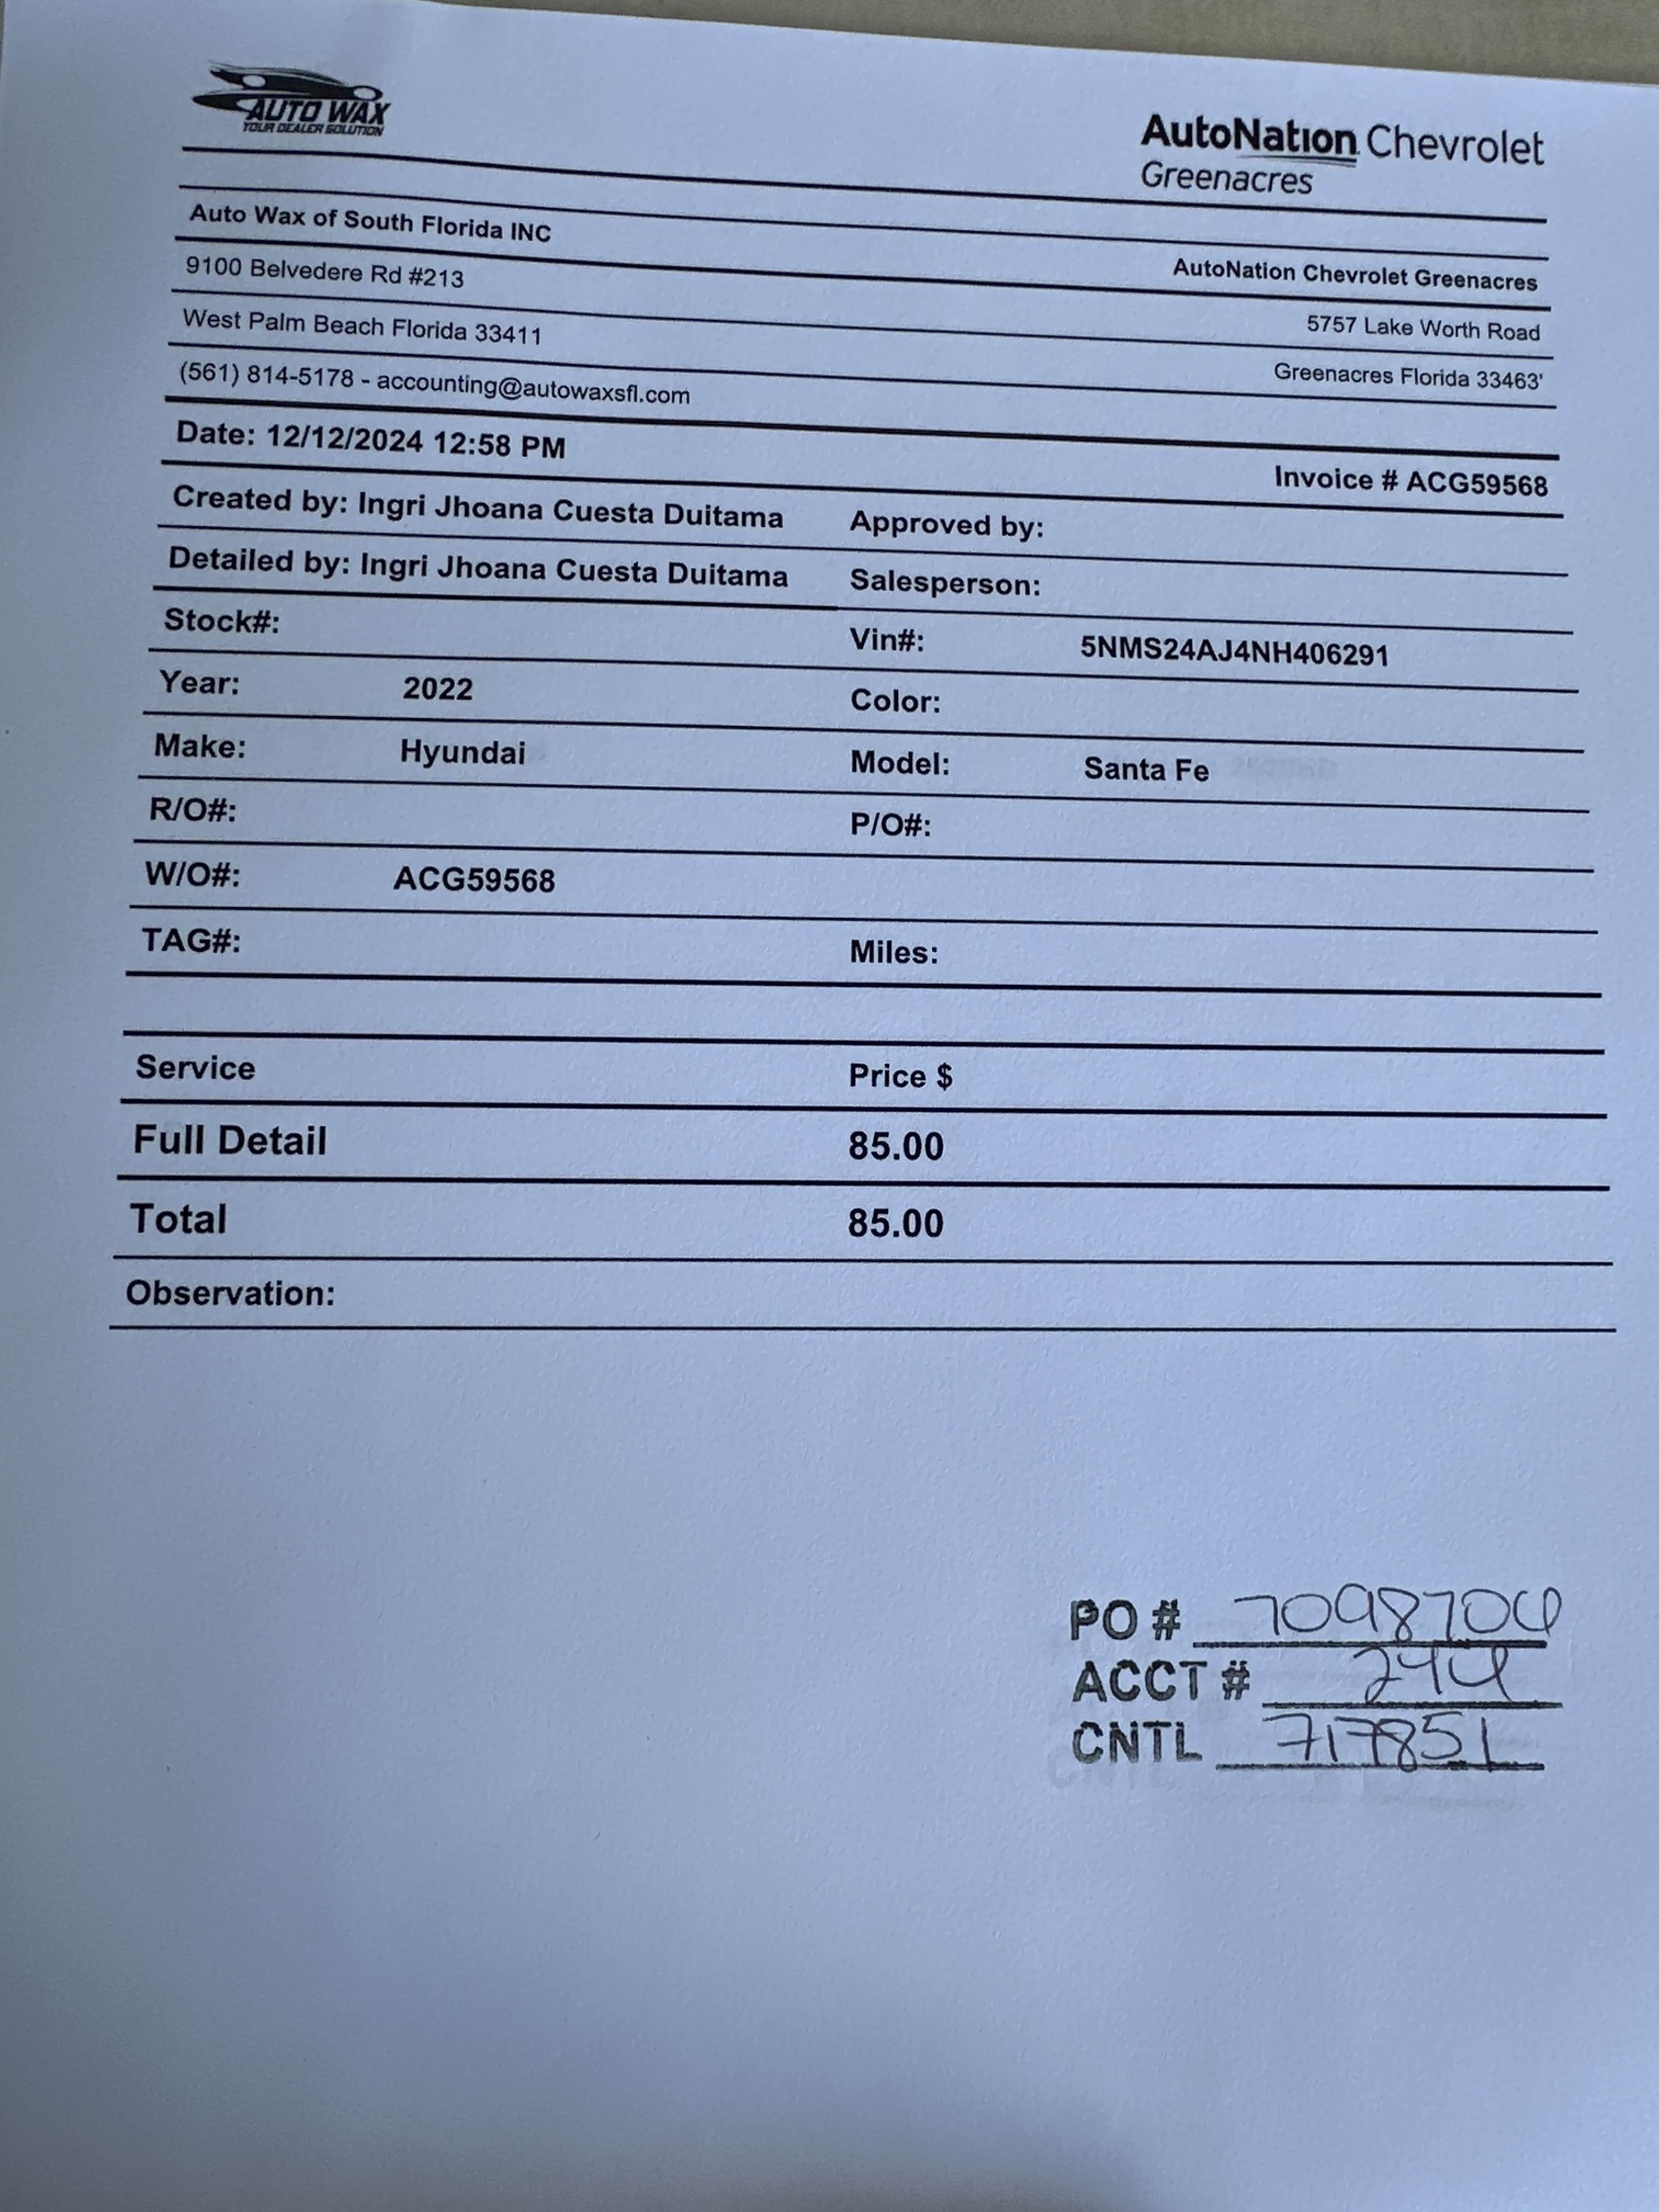 AUTO WAX
YOUR DEALER SOLUTION
AutoNation Chevrolet
Greenacres
Auto Wax of South Florida INC
AutoNation Chevrolet Greenacres
9100 Belvedere Rd #213
5757 Lake Worth Road
West Palm Beach Florida 33411
Greenacres Florida 33463'
(561) 814-5178 - accounting@autowaxsfl.com
Date: 12/12/2024 12:58 PM
Invoice # ACG59568
Created by: Ingri Jhoana Cuesta Duitama Approved by:
Detailed by: Ingri Jhoana Cuesta Duitama Salesperson:
Stock#: Vin#: 5NMS24AJ4NH406291
Year: 2022 Color:
Make: Hyundai Model: Santa Fe
R/O#: P/O#:
W/O#: ACG59568
TAG#: Miles:
Service Price $
Full Detail 85.00
Total 85.00
Observation:
PO # 7098706
ACCT #
CNTL 717851